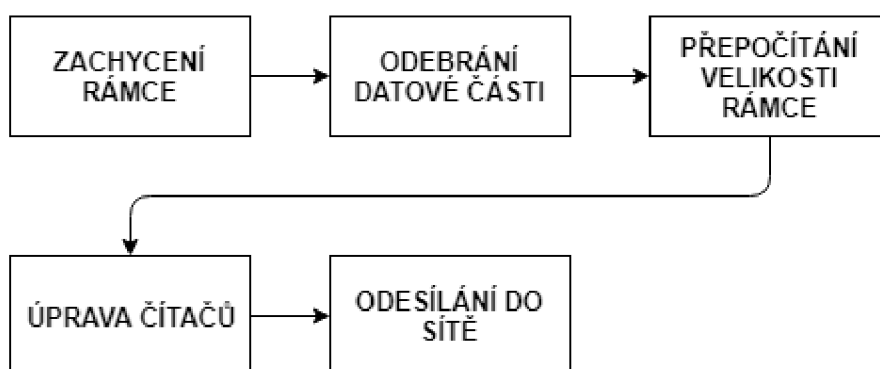 ZACHYCENÍ
RÁMCE
ODEBRÁNÍ
DATOVÉ ČÁSTI
PŘEPOČÍTÁNÍ
VELIKOSTI
RÁMCE
ÚPRAVA ČÍTAČŮ
ODESÍLÁNÍ DO
SÍTĚ